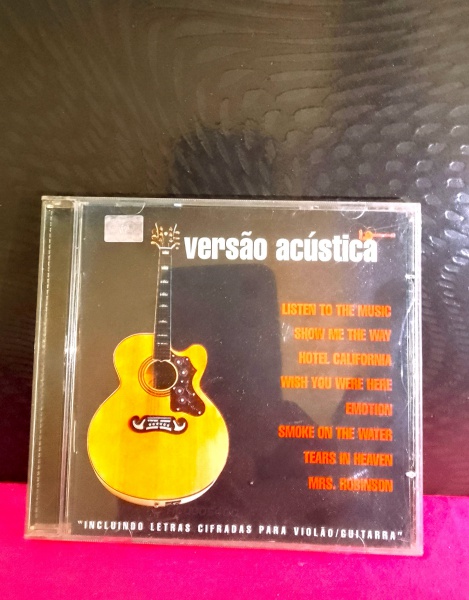 versão acústica
LISTEN TO THE MUSIC
SHOW ME THE WAY
HOTEL CALIFORNIA
WISH YOU WERE HERE
EMOTION
SMOKE ON THE WATER
TEARS IN HEAVEN
MRS. ROBINSON
"INCLUINDO LETRAS CIFRADAS PARA VIOLÃO/GUITARRA"